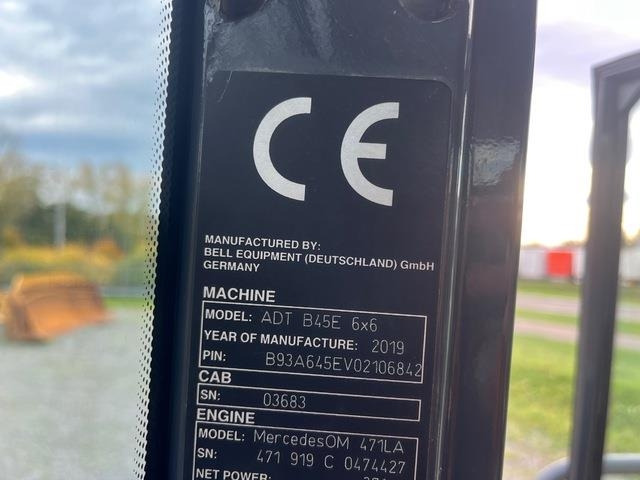 CE
MANUFACTURED BY:
BELL EQUIPMENT (DEUTSCHLAND) GmbH
GERMANY
MACHINE
MODEL: ADT B45E 6x6
YEAR OF MANUFACTURE: 2019
PIN: B93A645EV02106842
CAB
SN: 03683
ENGINE
MODEL: MercedesOM 471LA
SN: 471 919 C 0474427
NET POWER: